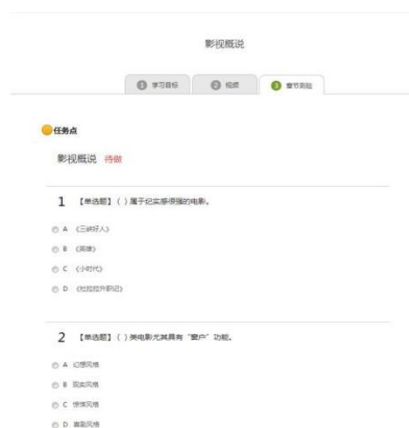 影视概说
1 学习目标
2 视频
3 章节测验
任务点
影视概说 待做
1 【单选题】( ) 属于纪实感很强的电影。
A 《三峡好人》
B 《英雄》
C 《小时代》
D 《杜拉拉升职记》
2 【单选题】( ) 类电影尤其具有“窗户”功能。
A 幻想风格
B 现实风格
C 惊悚风格
D 喜剧风格